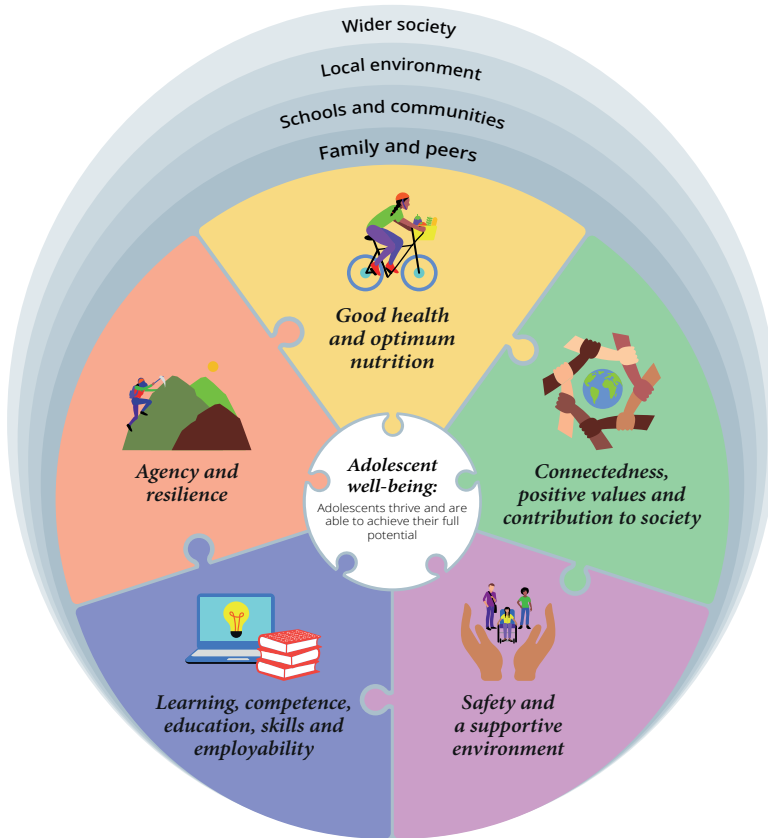 Wider society
Local environment
Schools and communities
Family and peers
Good health
and optimum
nutrition
Agency and
resilience
Adolescent
well-being:
Adolescents thrive and are
able to achieve their full
potential
Connectedness,
positive values and
contribution to society
Learning, competence,
education, skills and
employability
Safety and
a supportive
environment